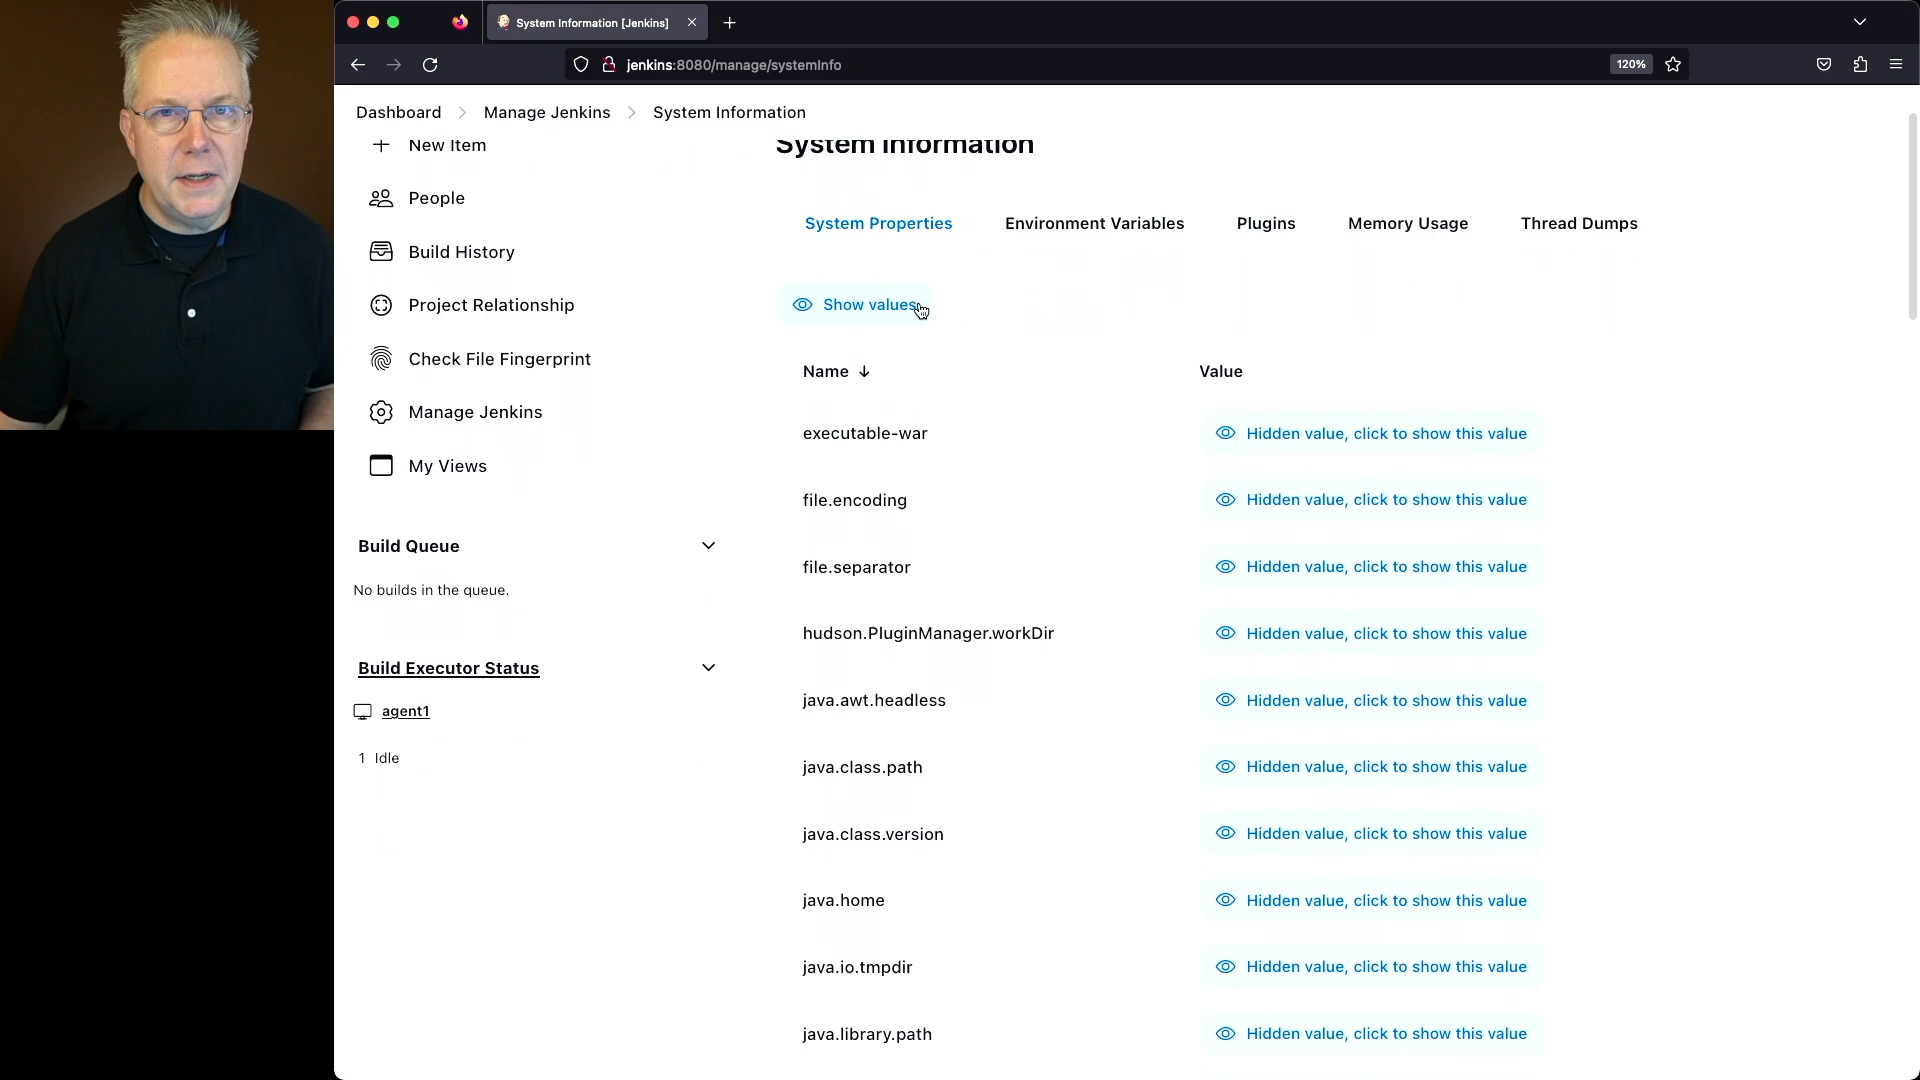 System Information [Jenkins]
jenkins:8080/manage/systemInfo
120%
Dashboard
Manage Jenkins
System Information
New Item
People
Build History
Project Relationship
Check File Fingerprint
Manage Jenkins
My Views
Build Queue
No builds in the queue.
Build Executor Status
agent1
1 Idle
System Information
System Properties Environment Variables Plugins Memory Usage Thread Dumps
Show values
Name Value
executable-war Hidden value, click to show this value
file.encoding Hidden value, click to show this value
file.separator Hidden value, click to show this value
hudson.PluginManager.workDir Hidden value, click to show this value
java.awt.headless Hidden value, click to show this value
java.class.path Hidden value, click to show this value
java.class.version Hidden value, click to show this value
java.home Hidden value, click to show this value
java.io.tmpdir Hidden value, click to show this value
java.library.path Hidden value, click to show this value